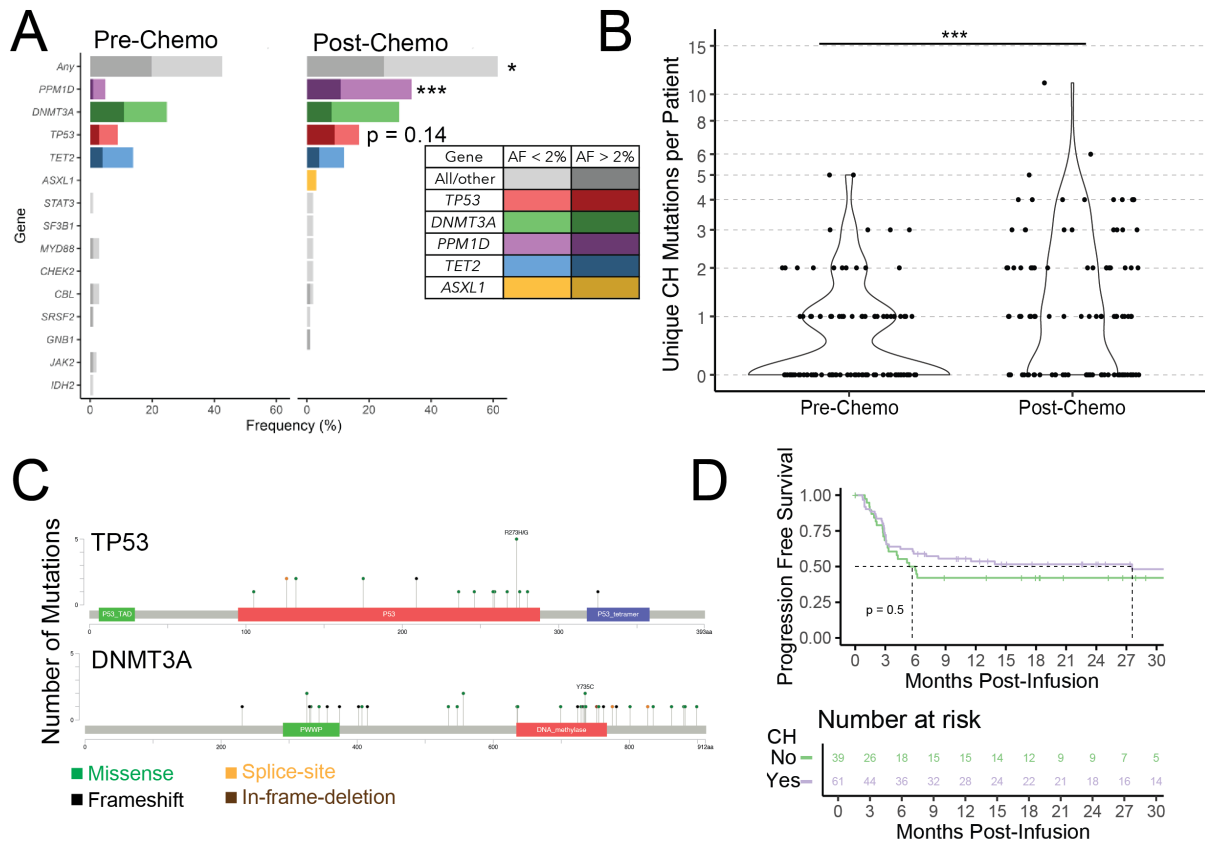 A
Pre-Chemo
Post-Chemo
Any
PPM1D
DNMT3A
TP53
TET2
ASXL1
STAT3
SF3B1
MYD88
CHEK2
CBL
SRSF2
GNB1
JAK2
IDH2
Gene
*
***
p = 0.14
0 20 40 60
0 20 40 60
Frequency (%)
Gene AF < 2% AF > 2%
All/other
TP53
DNMT3A
PPM1D
TET2
ASXL1
B
***
Unique CH Mutations per Patient
15
10
8
6
5
4
3
2
1
0
Pre-Chemo Post-Chemo
C
Number of Mutations
TP53
R273H/G
5
0
P53_TAD P53 P53_tetramer
0 100 200 300 393aa
DNMT3A
Y735C
5
0
PWWP DNA_methylase
0 200 400 600 800 912aa
Missense Splice-site
Frameshift In-frame-deletion
D
Progression Free Survival
1.00
0.75
0.50
0.25
0.00
p = 0.5
0 3 6 9 12 15 18 21 24 27 30
Months Post-Infusion
Number at risk
CH
No 39 26 18 15 15 14 12 9 9 7 5
Yes 61 44 36 32 28 24 22 21 18 16 14
0 3 6 9 12 15 18 21 24 27 30
Months Post-Infusion